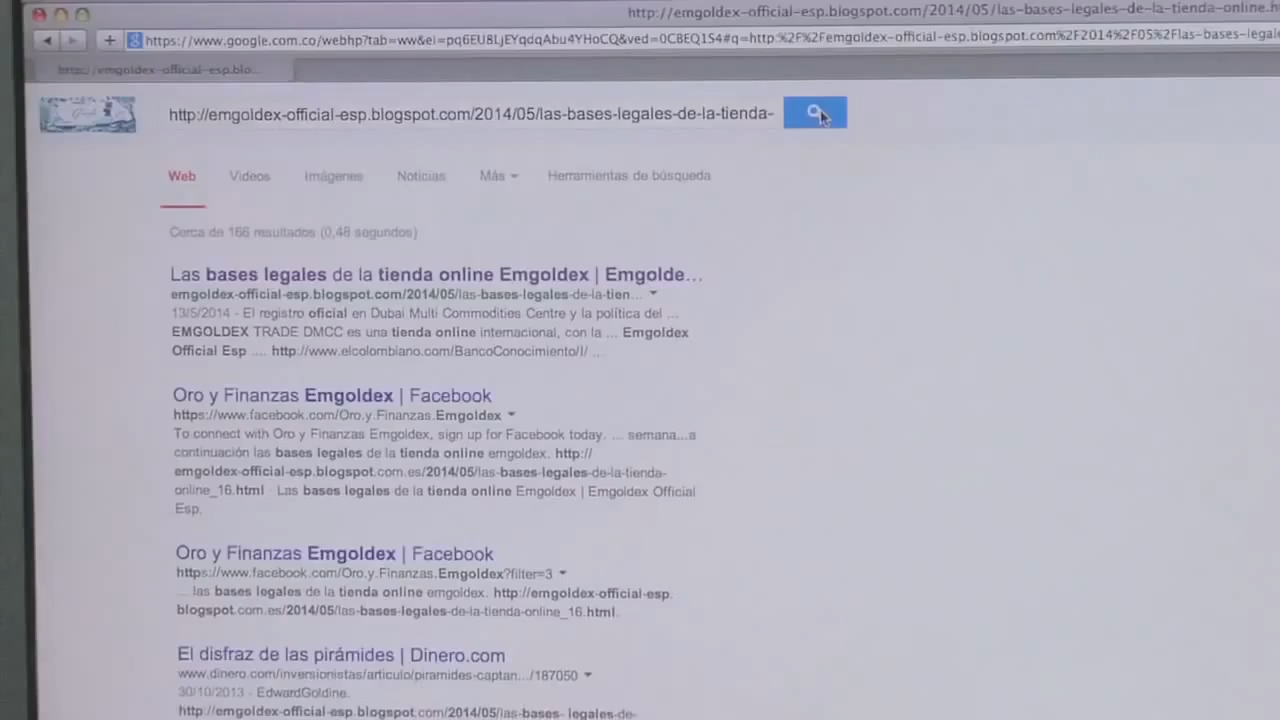 http://emgoldex-official-esp.blogspot.com/2014/05/las-bases-legales-de-la-tienda-online.h
https://www.google.com.co/webhp?tab=ww&ei=pq6EU8LjEYqdqAbu4YHoCQ&ved=0CBEQ1S4#q=http:%2F%2Femgoldex-official-esp.blogspot.com%2F2014%2F05%2Flas-bases-legale
http://emgoldex-official-esp.blo...
http://emgoldex-official-esp.blogspot.com/2014/05/las-bases-legales-de-la-tienda-
Web Videos Imágenes Noticias Más Herramientas de búsqueda
Cerca de 166 resultados (0,48 segundos)
Las bases legales de la tienda online Emgoldex | Emgolde...
emgoldex-official-esp.blogspot.com/2014/05/las-bases-legales-de-la-tien...
13/5/2014 - El registro oficial en Dubai Multi Commodities Centre y la política del ...
EMGOLDEX TRADE DMCC es una tienda online internacional, con la ... Emgoldex
Official Esp .... http://www.elcolombiano.com/BancoConocimiento/I/ ...
Oro y Finanzas Emgoldex | Facebook
https://www.facebook.com/Oro.y.Finanzas.Emgoldex
To connect with Oro y Finanzas Emgoldex, sign up for Facebook today. ... semana...a
continuación las bases legales de la tienda online emgoldex. http://
emgoldex-official-esp.blogspot.com.es/2014/05/las-bases-legales-de-la-tienda-
online_16.html · Las bases legales de la tienda online Emgoldex | Emgoldex Official
Esp.
Oro y Finanzas Emgoldex | Facebook
https://www.facebook.com/Oro.y.Finanzas.Emgoldex?filter=3
... las bases legales de la tienda online emgoldex. http://emgoldex-official-esp.
blogspot.com.es/2014/05/las-bases-legales-de-la-tienda-online_16.html.
El disfraz de las pirámides | Dinero.com
www.dinero.com/inversionistas/articulo/piramides-captan.../187050
30/10/2013 - EdwardGoldine.
http://emgoldex-official-esp.blogspot.com/2014/05/las-bases- legales-de-